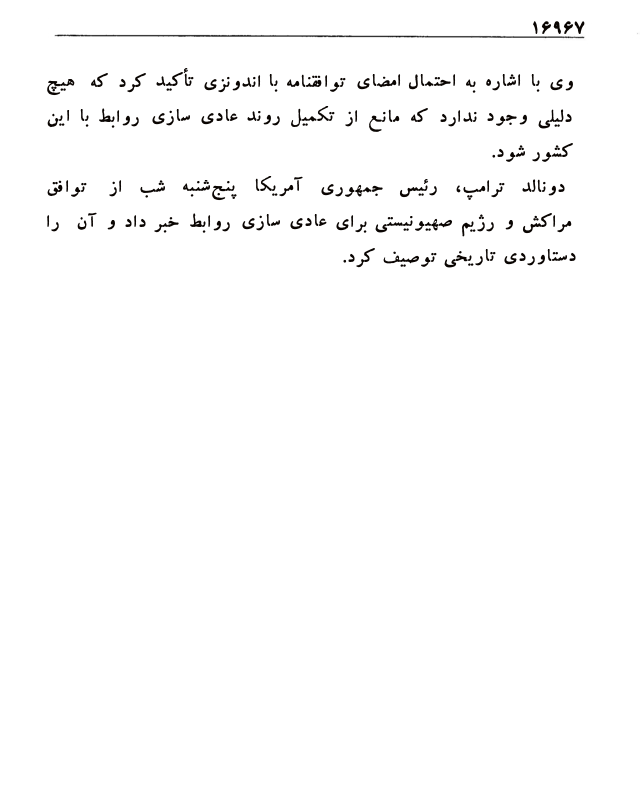 ۱۶۹۶۷
وی با اشاره به احتمال امضای توافقنامه با اندونزی تأکید کرد که هیچ
دلیلی وجود ندارد که مانع از تکمیل روند عادی سازی روابط با این
کشور شود.
دونالد ترامپ، رئیس جمهوری آمریکا پنج‌شنبه شب از توافق
مراکش و رژیم صهیونیستی برای عادی سازی روابط خبر داد و آن را
دستاوردی تاریخی توصیف کرد.